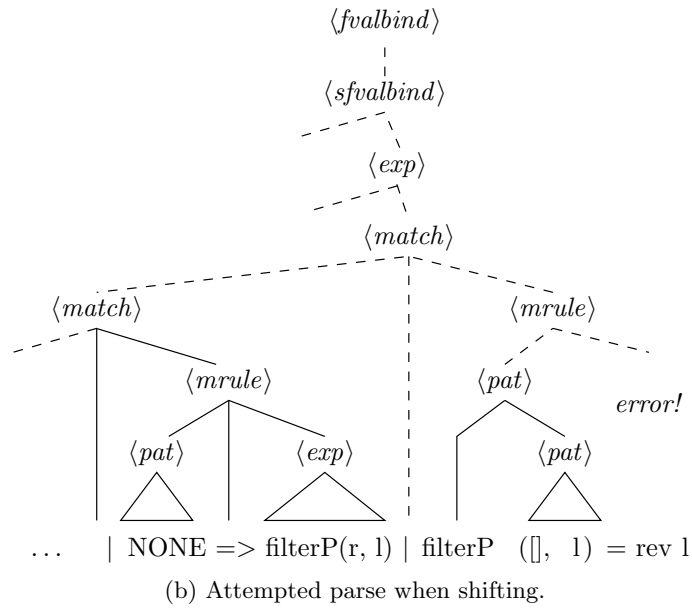 ⟨fvalbind⟩
⟨sfvalbind⟩
⟨exp⟩
⟨match⟩
⟨match⟩ ⟨mrule⟩
⟨mrule⟩ ⟨pat⟩
error!
⟨pat⟩ ⟨exp⟩ ⟨pat⟩
... | NONE => filterP(r, l) | filterP ([], l) = rev l
(b) Attempted parse when shifting.